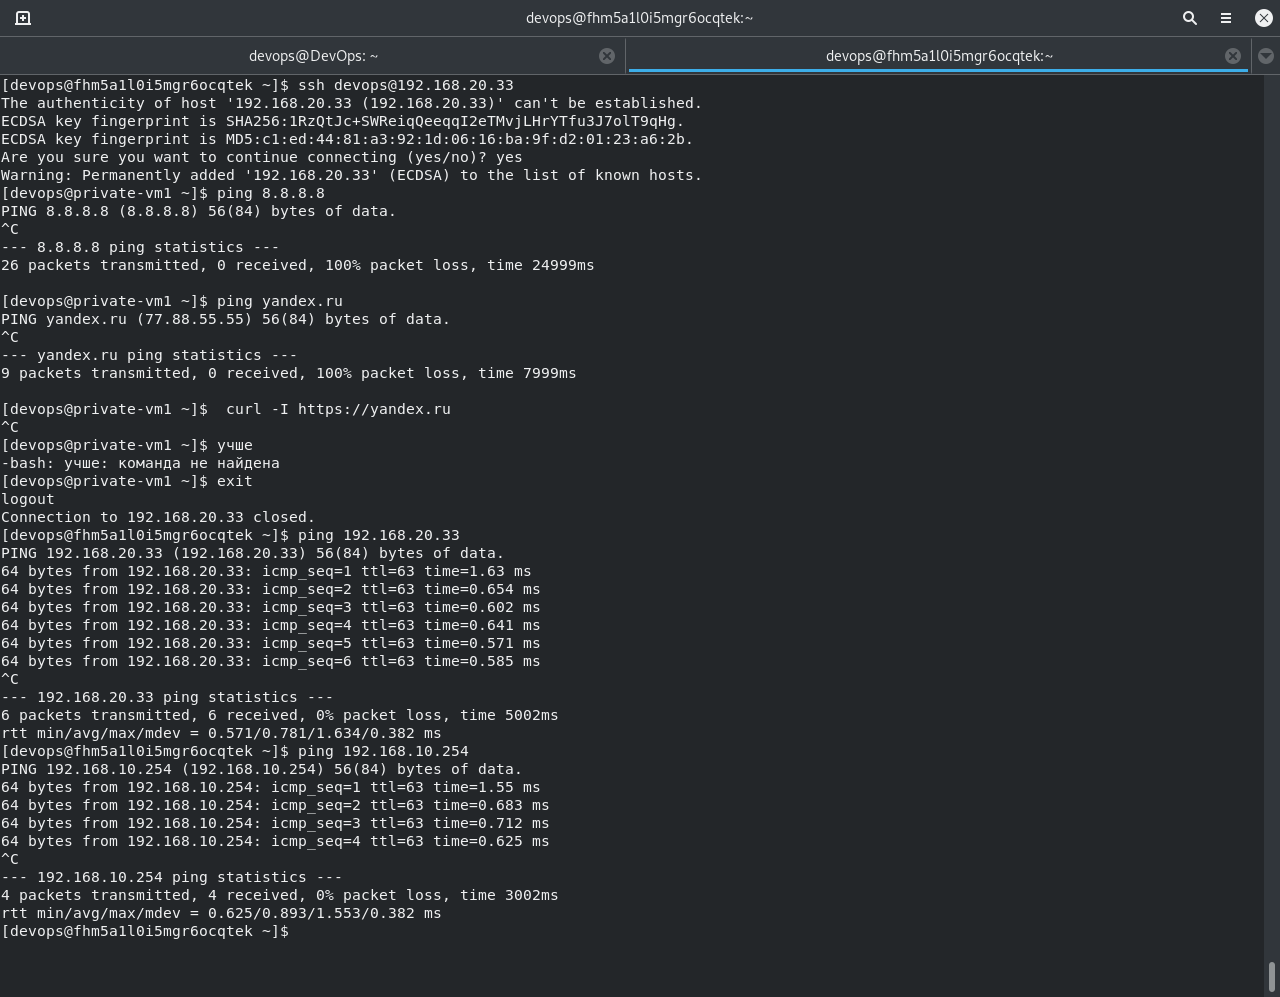 devops@fhm5a1l0i5mgr6ocqtek:~
devops@DevOps: ~
devops@fhm5a1l0i5mgr6ocqtek:~
[devops@fhm5a1l0i5mgr6ocqtek ~]$ ssh devops@192.168.20.33
The authenticity of host '192.168.20.33 (192.168.20.33)' can't be established.
ECDSA key fingerprint is SHA256:1RzQtJc+SWReiqQeeqqI2eTMvjLHrYTfu3J7olT9qHg.
ECDSA key fingerprint is MD5:c1:ed:44:81:a3:92:1d:06:16:ba:9f:d2:01:23:a6:2b.
Are you sure you want to continue connecting (yes/no)? yes
Warning: Permanently added '192.168.20.33' (ECDSA) to the list of known hosts.
[devops@private-vm1 ~]$ ping 8.8.8.8
PING 8.8.8.8 (8.8.8.8) 56(84) bytes of data.
^C
--- 8.8.8.8 ping statistics ---
26 packets transmitted, 0 received, 100% packet loss, time 24999ms
[devops@private-vm1 ~]$ ping yandex.ru
PING yandex.ru (77.88.55.55) 56(84) bytes of data.
^C
--- yandex.ru ping statistics ---
9 packets transmitted, 0 received, 100% packet loss, time 7999ms
[devops@private-vm1 ~]$  curl -I https://yandex.ru
^C
[devops@private-vm1 ~]$ учше
-bash: учше: команда не найдена
[devops@private-vm1 ~]$ exit
logout
Connection to 192.168.20.33 closed.
[devops@fhm5a1l0i5mgr6ocqtek ~]$ ping 192.168.20.33
PING 192.168.20.33 (192.168.20.33) 56(84) bytes of data.
64 bytes from 192.168.20.33: icmp_seq=1 ttl=63 time=1.63 ms
64 bytes from 192.168.20.33: icmp_seq=2 ttl=63 time=0.654 ms
64 bytes from 192.168.20.33: icmp_seq=3 ttl=63 time=0.602 ms
64 bytes from 192.168.20.33: icmp_seq=4 ttl=63 time=0.641 ms
64 bytes from 192.168.20.33: icmp_seq=5 ttl=63 time=0.571 ms
64 bytes from 192.168.20.33: icmp_seq=6 ttl=63 time=0.585 ms
^C
--- 192.168.20.33 ping statistics ---
6 packets transmitted, 6 received, 0% packet loss, time 5002ms
rtt min/avg/max/mdev = 0.571/0.781/1.634/0.382 ms
[devops@fhm5a1l0i5mgr6ocqtek ~]$ ping 192.168.10.254
PING 192.168.10.254 (192.168.10.254) 56(84) bytes of data.
64 bytes from 192.168.10.254: icmp_seq=1 ttl=63 time=1.55 ms
64 bytes from 192.168.10.254: icmp_seq=2 ttl=63 time=0.683 ms
64 bytes from 192.168.10.254: icmp_seq=3 ttl=63 time=0.712 ms
64 bytes from 192.168.10.254: icmp_seq=4 ttl=63 time=0.625 ms
^C
--- 192.168.10.254 ping statistics ---
4 packets transmitted, 4 received, 0% packet loss, time 3002ms
rtt min/avg/max/mdev = 0.625/0.893/1.553/0.382 ms
[devops@fhm5a1l0i5mgr6ocqtek ~]$